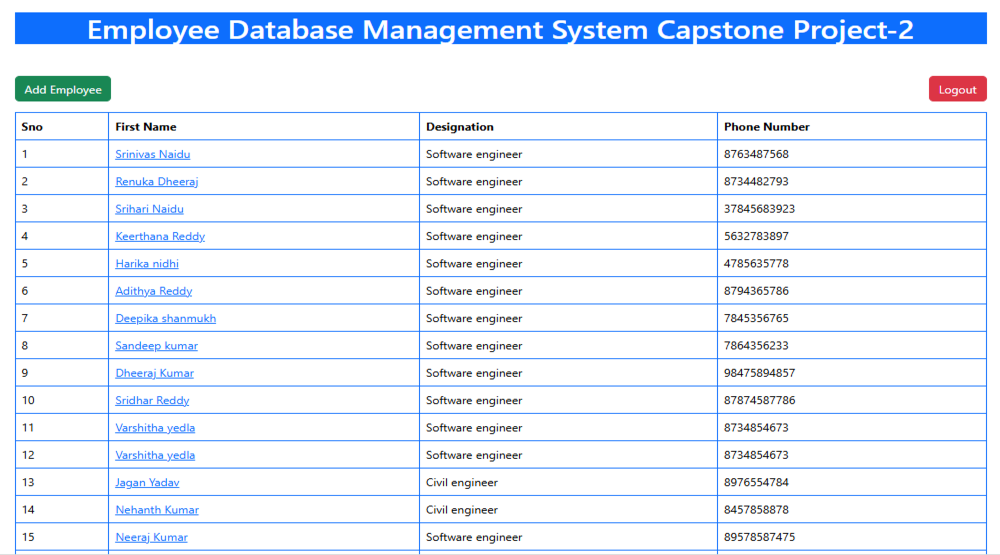 Employee Database Management System Capstone Project-2
Add Employee Logout
Sno First Name Designation Phone Number
1 Srinivas Naidu Software engineer 8763487568
2 Renuka Dheeraj Software engineer 8734482793
3 Srihari Naidu Software engineer 37845683923
4 Keerthana Reddy Software engineer 5632783897
5 Harika nidhi Software engineer 4785635778
6 Adithya Reddy Software engineer 8794365786
7 Deepika shanmukh Software engineer 7845356765
8 Sandeep kumar Software engineer 7864356233
9 Dheeraj Kumar Software engineer 98475894857
10 Sridhar Reddy Software engineer 87874587786
11 Varshitha yedla Software engineer 8734854673
12 Varshitha yedla Software engineer 8734854673
13 Jagan Yadav Civil engineer 8976554784
14 Nehanth Kumar Civil engineer 8457858878
15 Neeraj Kumar Software engineer 89578587475